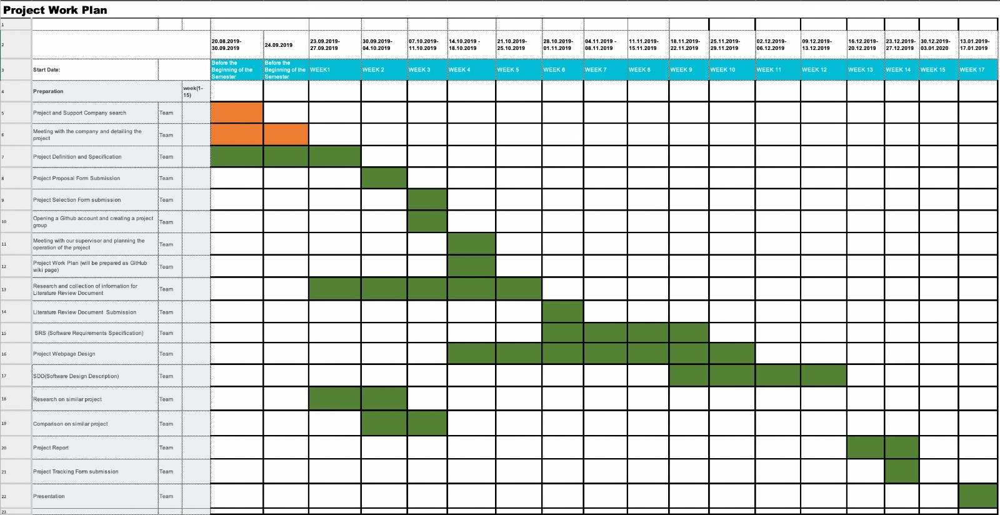 Project Work Plan
1
2
20.08.2019-
30.09.2019
24.09.2019
23.09.2019-
27.09.2019
30.09.2019-
04.10.2019
07.10.2019-
11.10.2019
14.10.2019 -
18.10.2019
21.10.2019-
25.10.2019
28.10.2019-
01.11.2019
04.11.2019 -
08.11.2019
11.11.2019-
15.11.2019
18.11.2019-
22.11.2019
25.11.2019-
29.11.2019
02.12.2019-
06.12.2019
09.12.2019-
13.12.2019
16.12.2019-
20.12.2019
23.12.2019-
27.12.2019
30.12.2019-
03.01.2020
13.01.2019-
17.01.2019
3
Start Date:
Before the
Beginning of the
Semester
Before the
Beginning of the
Semester
WEEK1
WEEK 2
WEEK 3
WEEK 4
WEEK 5
WEEK 6
WEEK 7
WEEK 8
WEEK 9
WEEK 10
WEEK 11
WEEK 12
WEEK 13
WEEK 14
WEEK 15
WEEK 17
4
Preparation
week(1-
15)
5
Project and Support Company search
Team
6
Meeting with the company and detailing the
project
Team
7
Project Definition and Specification
Team
8
Project Proposal Form Submission
Team
9
Project Selection Form submission
Team
10
Opening a Github account and creating a project
group
Team
11
Meeting with our supervisor and planning the
operation of the project
Team
12
Project Work Plan (will be prepared as GitHub
wiki page)
Team
13
Research and collection of information for
Literature Review Document
Team
14
Literature Review Document  Submission
Team
15
SRS (Software Requirements Specification)
Team
16
Project Webpage Design
Team
17
SDD(Software Design Description)
Team
18
Research on similar project
Team
19
Comparison on similar project
Team
20
Project Report
Team
21
Project Tracking Form submission
Team
22
Presentation
Team
23